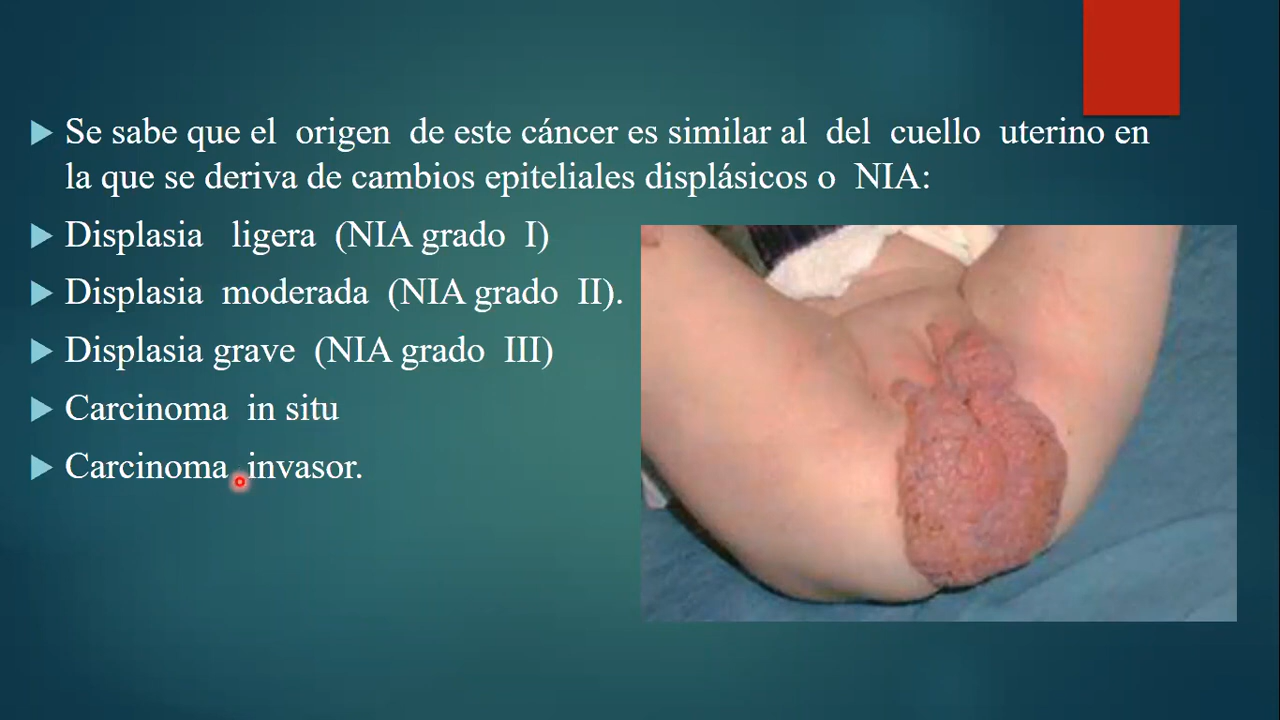 Se sabe que el origen de este cáncer es similar al del cuello uterino en
la que se deriva de cambios epiteliales displásicos o NIA:
Displasia ligera (NIA grado I)
Displasia moderada (NIA grado II).
Displasia grave (NIA grado III)
Carcinoma in situ
Carcinoma invasor.